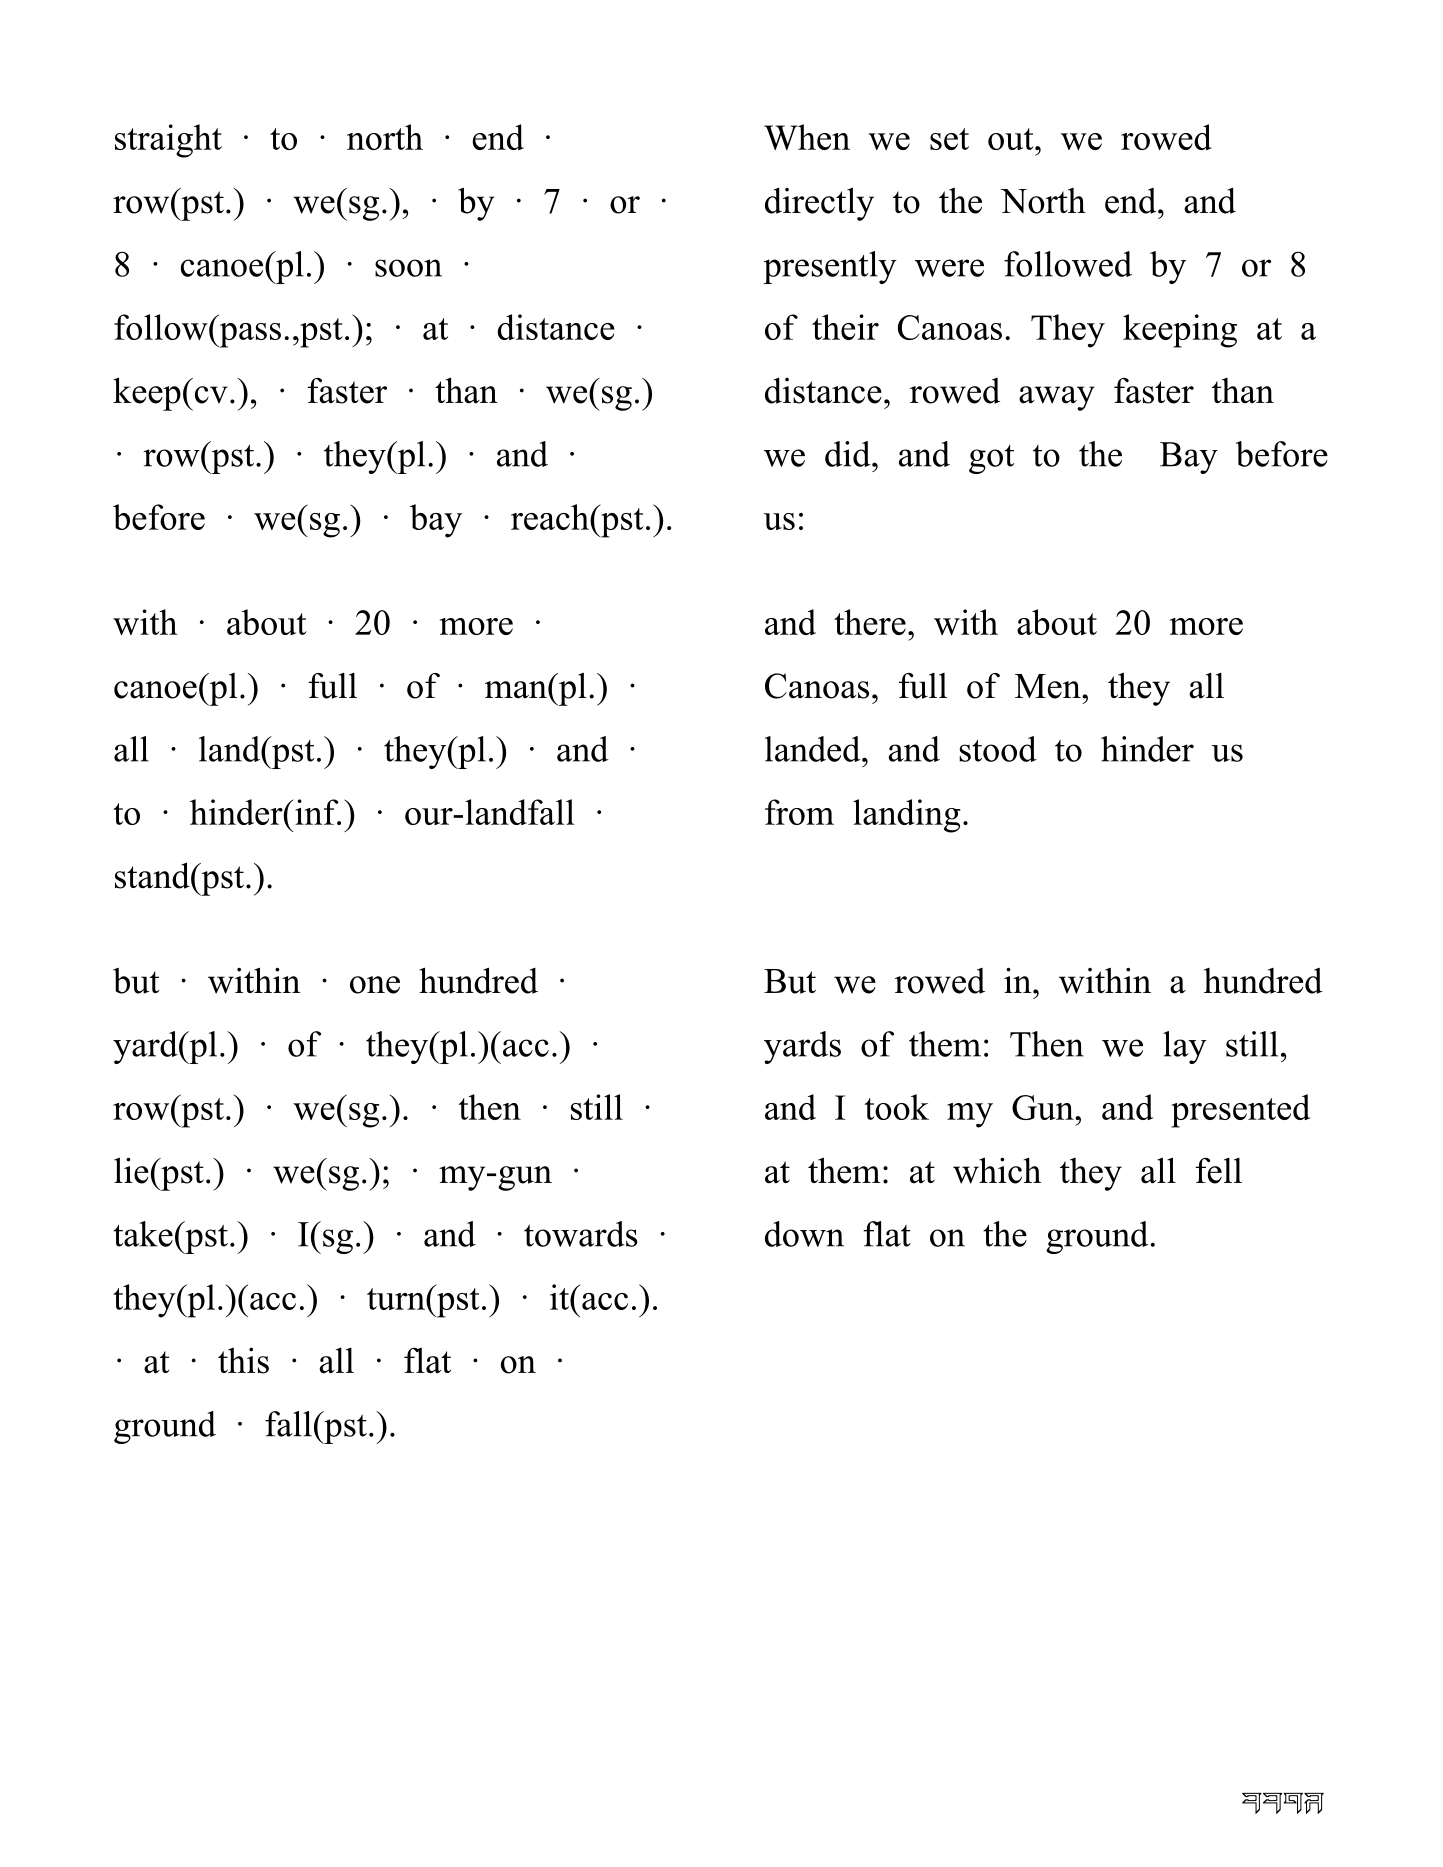 straight · to · north · end ·
row(pst.) · we(sg.), · by · 7 · or ·
8 · canoe(pl.) · soon ·
follow(pass.,pst.); · at · distance ·
keep(cv.), · faster · than · we(sg.)
· row(pst.) · they(pl.) · and ·
before · we(sg.) · bay · reach(pst.).
with · about · 20 · more ·
canoe(pl.) · full · of · man(pl.) ·
all · land(pst.) · they(pl.) · and ·
to · hinder(inf.) · our-landfall ·
stand(pst.).
but · within · one hundred ·
yard(pl.) · of · they(pl.)(acc.) ·
row(pst.) · we(sg.). · then · still ·
lie(pst.) · we(sg.); · my-gun ·
take(pst.) · I(sg.) · and · towards ·
they(pl.)(acc.) · turn(pst.) · it(acc.).
· at · this · all · flat · on ·
ground · fall(pst.).
When we set out, we rowed
directly to the North end, and
presently were followed by 7 or 8
of their Canoas. They keeping at a
distance, rowed away faster than
we did, and got to the Bay before
us:
and there, with about 20 more
Canoas, full of Men, they all
landed, and stood to hinder us
from landing.
But we rowed in, within a hundred
yards of them: Then we lay still,
and I took my Gun, and presented
at them: at which they all fell
down flat on the ground.